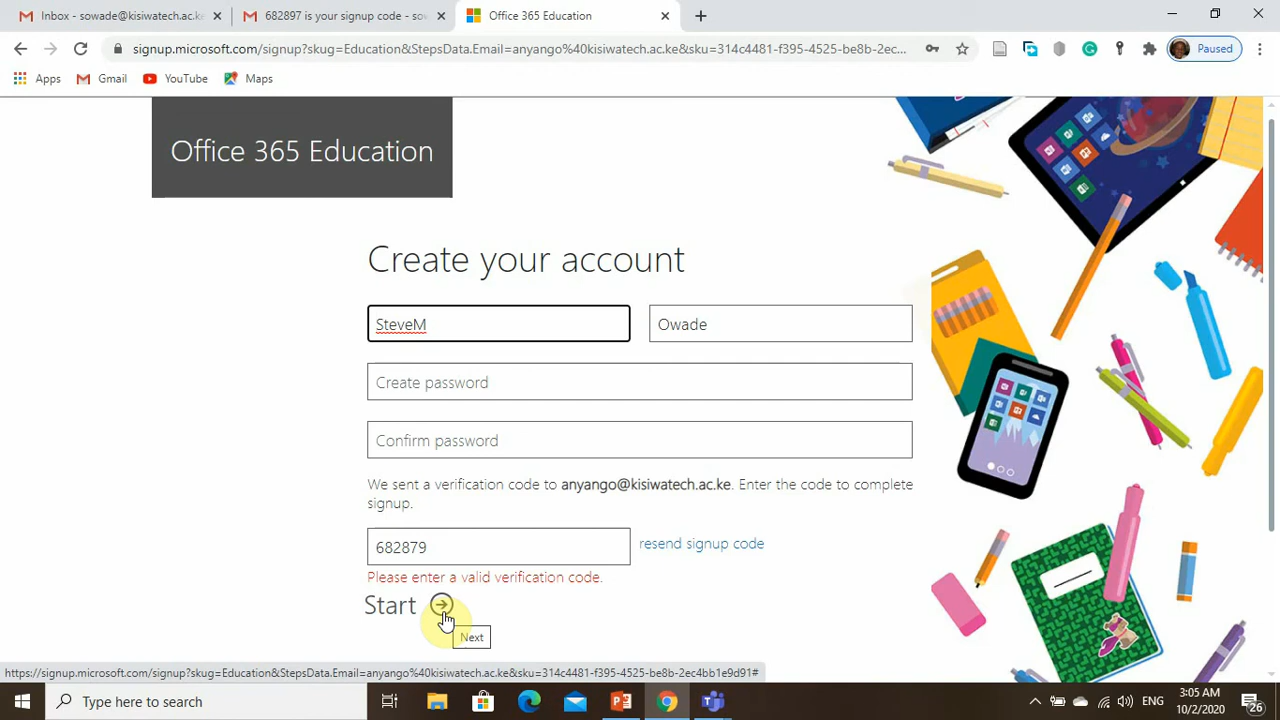 Inbox - sowade@kisiwatech.ac.ke
682897 is your signup code - sow
Office 365 Education
signup.microsoft.com/signup?skug=Education&StepsData.Email=anyango%40kisiwatech.ac.ke&sku=314c4481-f395-4525-be8b-2ec...
Paused
Apps Gmail YouTube Maps
Office 365 Education
Create your account
SteveM Owade
Create password
Confirm password
We sent a verification code to anyango@kisiwatech.ac.ke. Enter the code to complete
signup.
682879 resend signup code
Please enter a valid verification code.
Start
Next
https://signup.microsoft.com/signup?skug=Education&StepsData.Email=anyango%40kisiwatech.ac.ke&sku=314c4481-f395-4525-be8b-2ec4bb1e9d91#
Type here to search
ENG
3:05 AM
10/2/2020
26